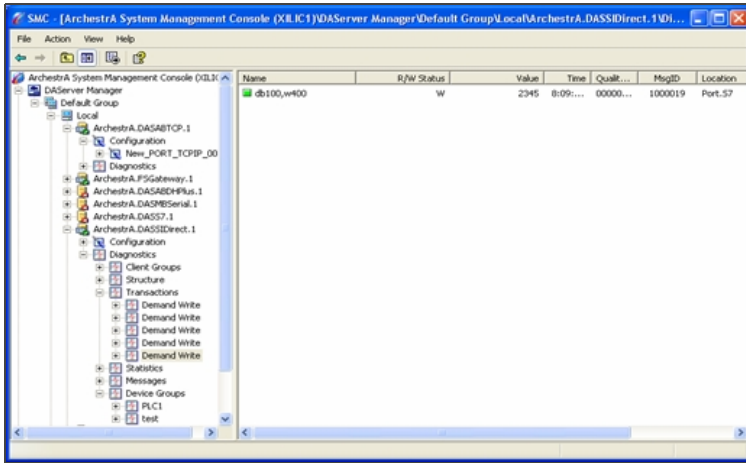 SMC - [ArchestrA System Management Console (XILIC1)\DAServer Manager\Default Group\Local\ArchestrA.DASSIDirect.1\Di...
File Action View Help
ArchestrA System Management Console (XILIC
DAServer Manager
Default Group
Local
ArchestrA.DASABTCP.1
Configuration
New_PORT_TCPIP_00
Diagnostics
ArchestrA.FSGateway.1
ArchestrA.DASABDHPlus.1
ArchestrA.DASMBSerial.1
ArchestrA.DASS7.1
ArchestrA.DASSIDirect.1
Configuration
Diagnostics
Client Groups
Structure
Transactions
Demand Write
Demand Write
Demand Write
Demand Write
Demand Write
Statistics
Messages
Device Groups
PLC1
test
Name R/W Status Value Time Qualit... MsgID Location
db100,w400 W 2345 8:09:... 00000... 1000019 Port.S7